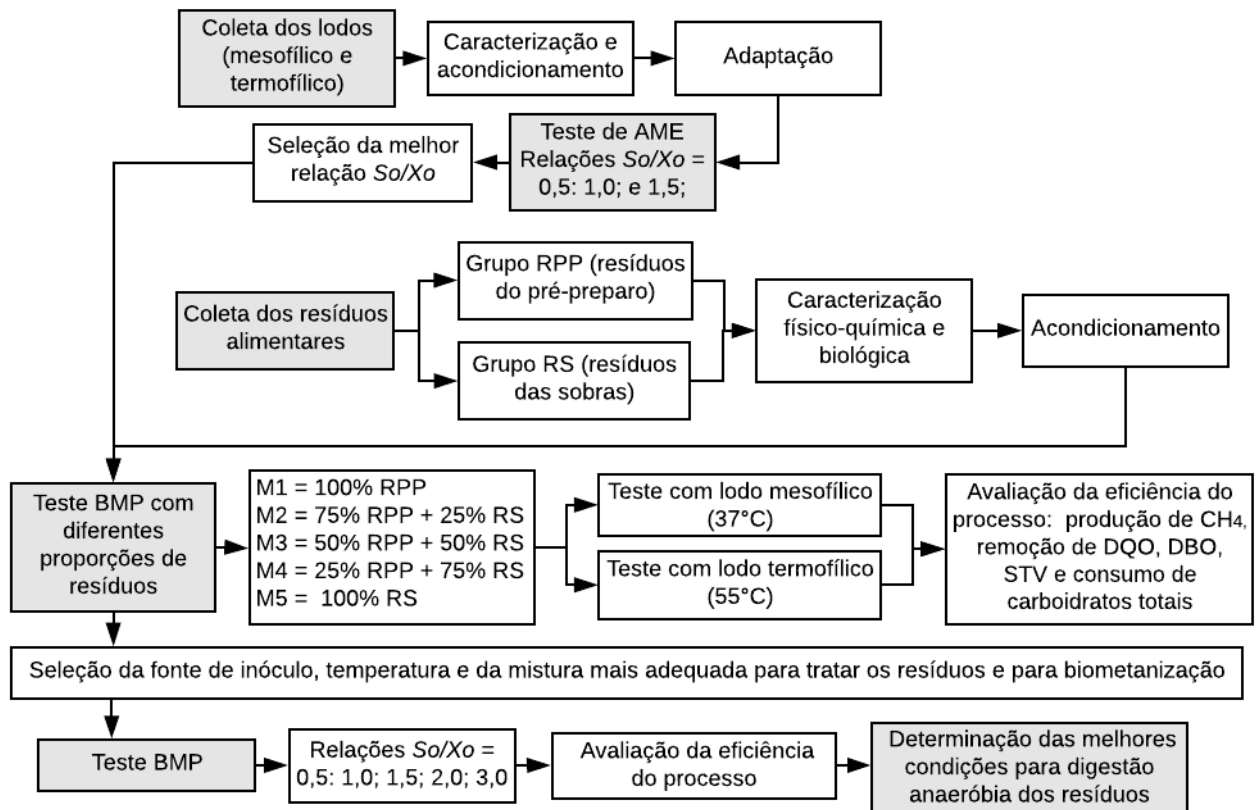 Coleta dos lodos
(mesofílico e
termofílico)
Caracterização e
acondicionamento
Adaptação
Teste de AME
Relações So/Xo =
0,5: 1,0; e 1,5;
Seleção da melhor
relação So/Xo
Coleta dos resíduos
alimentares
Grupo RPP (resíduos
do pré-preparo)
Grupo RS (resíduos
das sobras)
Caracterização
físico-química e
biológica
Acondicionamento
Teste BMP com
diferentes
proporções de
resíduos
M1 = 100% RPP
M2 = 75% RPP + 25% RS
M3 = 50% RPP + 50% RS
M4 = 25% RPP + 75% RS
M5 = 100% RS
Teste com lodo mesofílico
(37°C)
Teste com lodo termofílico
(55°C)
Avaliação da eficiência do
processo: produção de CH4,
remoção de DQO, DBO,
STV e consumo de
carboidratos totais
Seleção da fonte de inóculo, temperatura e da mistura mais adequada para tratar os resíduos e para biometanização
Teste BMP
Relações So/Xo =
0,5: 1,0; 1,5; 2,0; 3,0
Avaliação da eficiência
do processo
Determinação das melhores
condições para digestão
anaeróbia dos resíduos